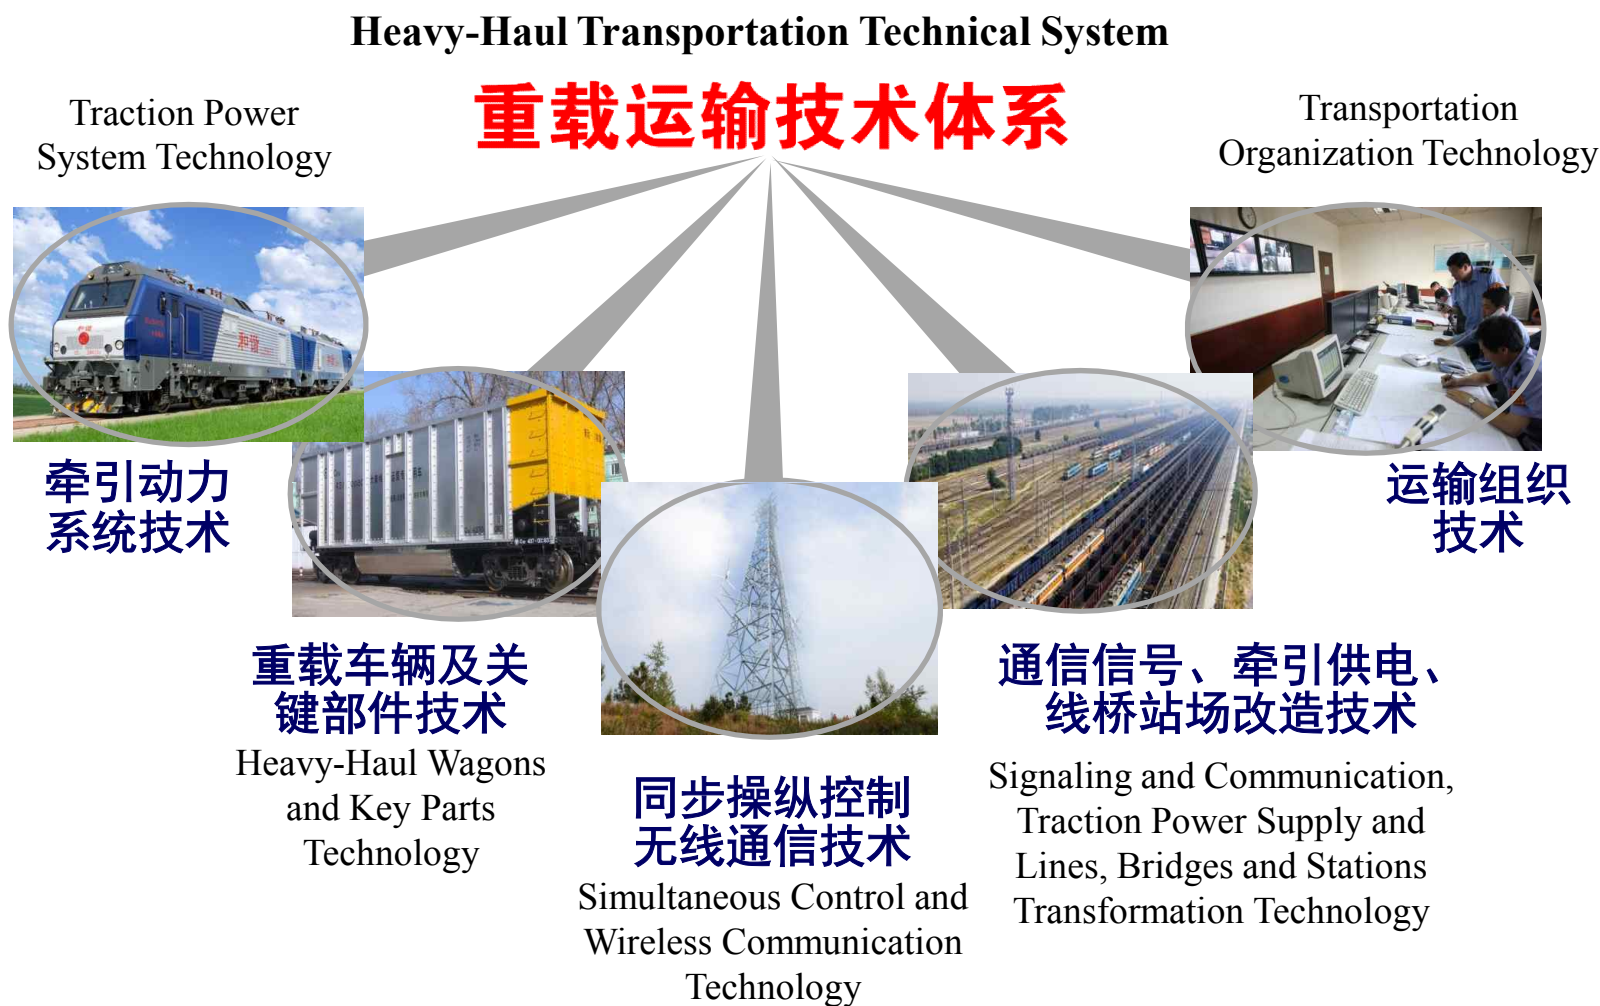 Heavy-Haul Transportation Technical System
重载运输技术体系
Traction Power
System Technology
Transportation
Organization Technology
和谐
牵引动力
系统技术
运输组织
技术
重载车辆及关
键部件技术
Heavy-Haul Wagons
and Key Parts
Technology
同步操纵控制
无线通信技术
Simultaneous Control and
Wireless Communication
Technology
通信信号、牵引供电、
线桥站场改造技术
Signaling and Communication,
Traction Power Supply and
Lines, Bridges and Stations
Transformation Technology